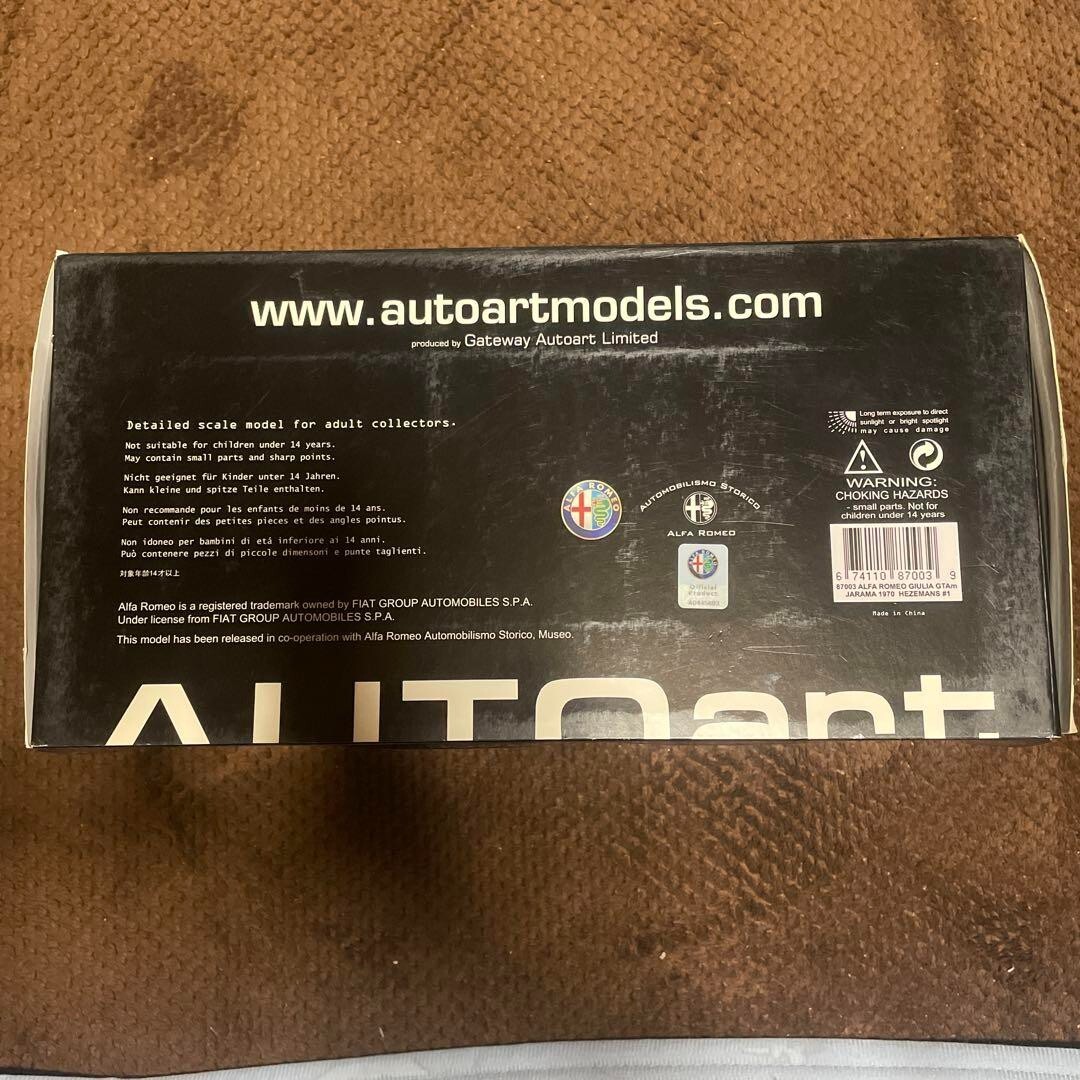 www.autoartmodels.com
produced by Gateway Autoart Limited
Detailed scale model for adult collectors.
Not suitable for children under 14 years.
May contain small parts and sharp points.
Nicht geeignet für Kinder unter 14 Jahren.
Kann kleine und spitze Teile enthalten.
Non recommande pour les enfants de moins de 14 ans.
Peut contenir des petites pieces et des angles pointus.
Non idoneo per bambini di etá inferiore ai 14 anni.
Può contenere pezzi di piccole dimensoni e punte taglienti.
対象年齢14才以上
Alfa Romeo is a registered trademark owned by FIAT GROUP AUTOMOBILES S.P.A.
Under license from FIAT GROUP AUTOMOBILES S.P.A.
This model has been released in co-operation with Alfa Romeo Automobilismo Storico, Museo.
ALFA ROMEO
AUTOMOBILISMO STORICO
ALFA ROMEO
Official
Product
Long term exposure to direct
sunlight or bright spotlight
may cause damage
WARNING:
CHOKING HAZARDS
- small parts. Not for
children under 14 years
6 74110 87003 9
87003 ALFA ROMEO GIULIA GTAm
JARAMA 1970 HEZEMANS #1
Made in China
AUTOart